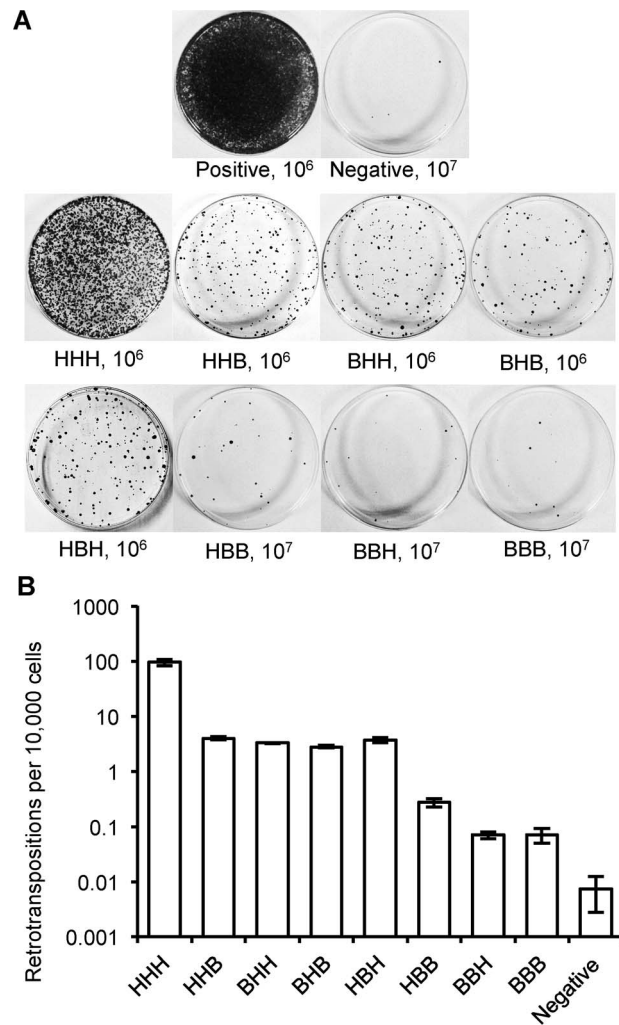 A
Positive, 10⁶ Negative, 10⁷
HHH, 10⁶ HHB, 10⁶ BHH, 10⁶ BHB, 10⁶
HBH, 10⁶ HBB, 10⁷ BBH, 10⁷ BBB, 10⁷
B
Retrotranspositions per 10,000 cells
1000
100
10
1
0.1
0.01
0.001
HHH HHB BHH BHB HBH HBB BBH BBB Negative